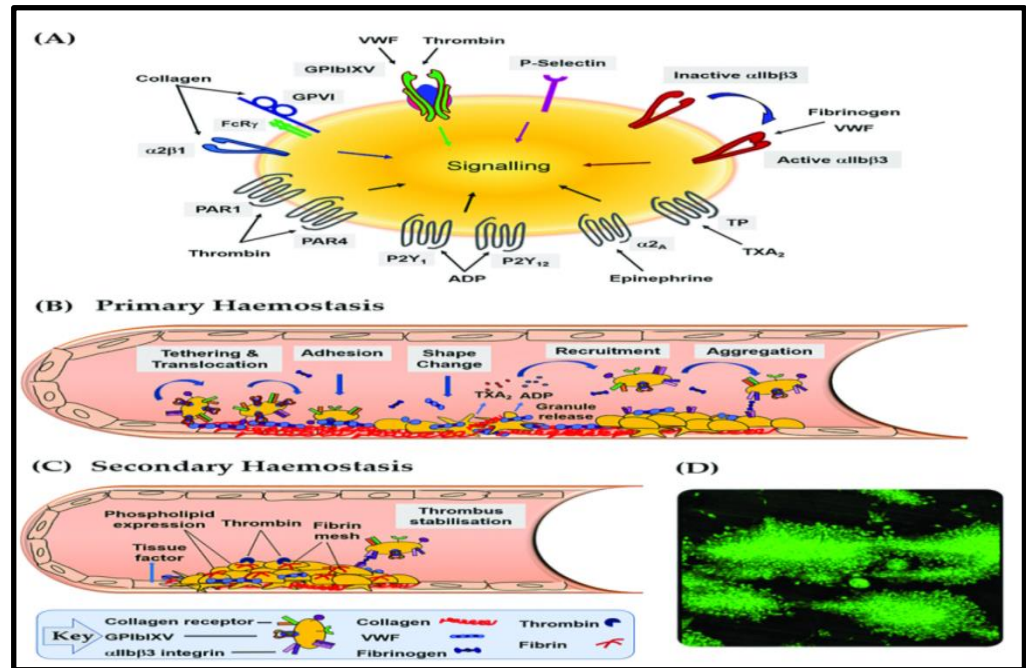 (A)
VWF Thrombin
GPIbIXV
P-Selectin
Inactive αIIbβ3
Collagen
GPVI
FcRγ
α2β1
Fibrinogen
VWF
Signalling
Active αIIbβ3
PAR1
PAR4
Thrombin
P2Y₁
P2Y₁₂
ADP
α2ₐ
Epinephrine
TP
TXA₂
(B) Primary Haemostasis
Tethering &
Translocation
Adhesion
Shape
Change
Recruitment
Aggregation
TXA₂ ADP
Granule
release
(C) Secondary Haemostasis
Phospholipid
expression
Thrombin
Fibrin
mesh
Thrombus
stabilisation
Tissue
factor
(D)
Key
Collagen receptor
GPIbIXV
αIIbβ3 integrin
Collagen
VWF
Fibrinogen
Thrombin
Fibrin